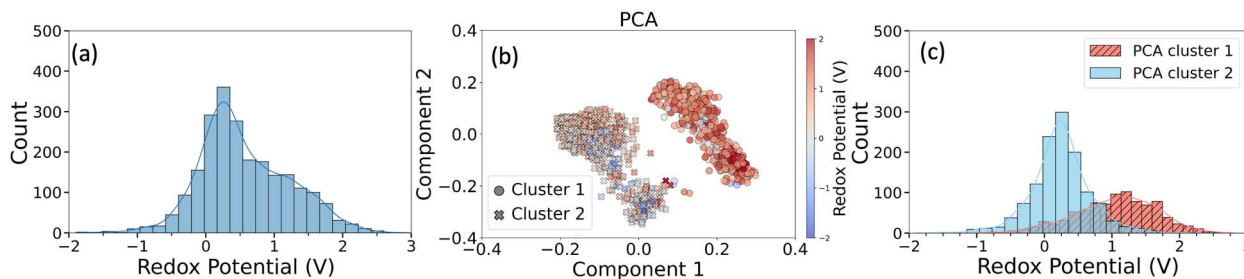 (a)
500
400
300
200
100
0
Count
−2
−1
0
1
2
3
Redox Potential (V)
PCA
(b)
0.4
0.2
0.0
−0.2
−0.4
Component 2
Cluster 1
Cluster 2
−0.4
−0.2
0.0
0.2
0.4
Component 1
2
1
0
−1
−2
Redox Potential (V)
(c)
500
400
300
200
100
0
Count
PCA cluster 1
PCA cluster 2
−2
−1
0
1
2
3
Redox Potential (V)